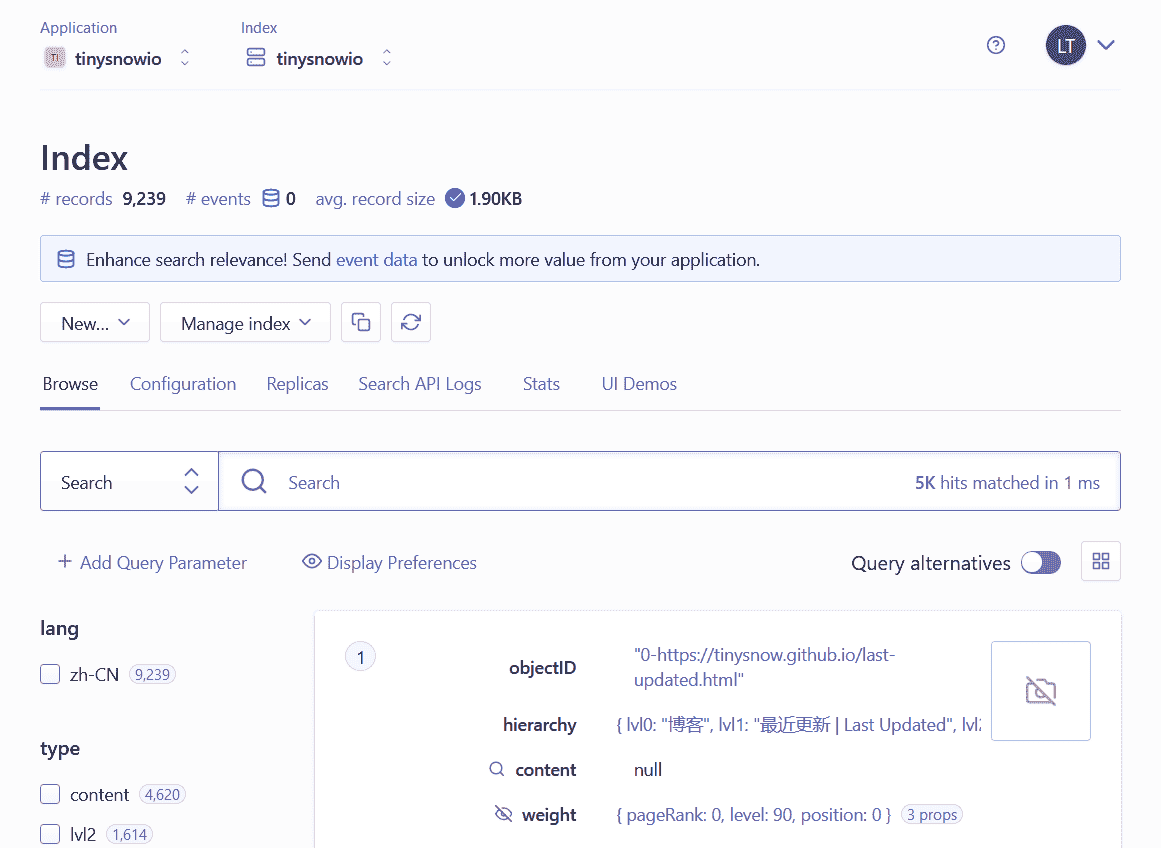 Application
Index
TI tinysnowio
tinysnowio
LT
Index
# records 9,239 # events 0 avg. record size 1.90KB
Enhance search relevance! Send event data to unlock more value from your application.
New... Manage index
Browse Configuration Replicas Search API Logs Stats UI Demos
Search Search 5K hits matched in 1 ms
+ Add Query Parameter Display Preferences Query alternatives
lang
zh-CN 9,239
type
content 4,620
lvl2 1,614
1
objectID "0-https://tinysnow.github.io/last-
updated.html"
hierarchy { lvl0: "博客", lvl1: "最近更新 | Last Updated", lvl2
content null
weight { pageRank: 0, level: 90, position: 0 } 3 props